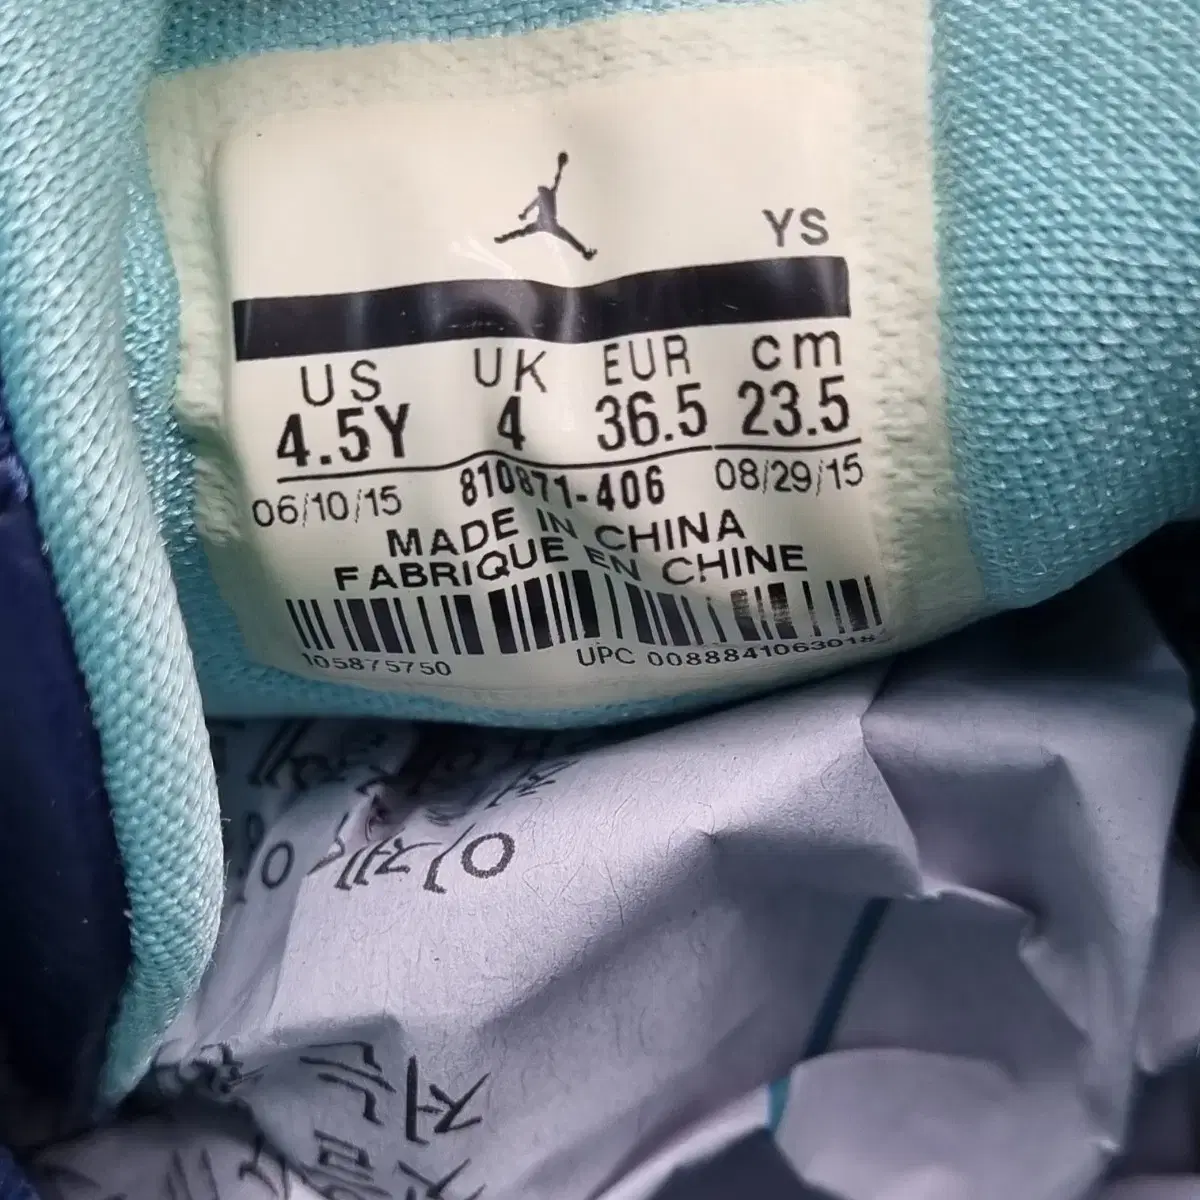 YS
US UK EUR cm
4.5Y 4 36.5 23.5
06/10/15 810871-406 08/29/15
MADE IN CHINA
FABRIQUE EN CHINE
105875750 UPC 00888410630182